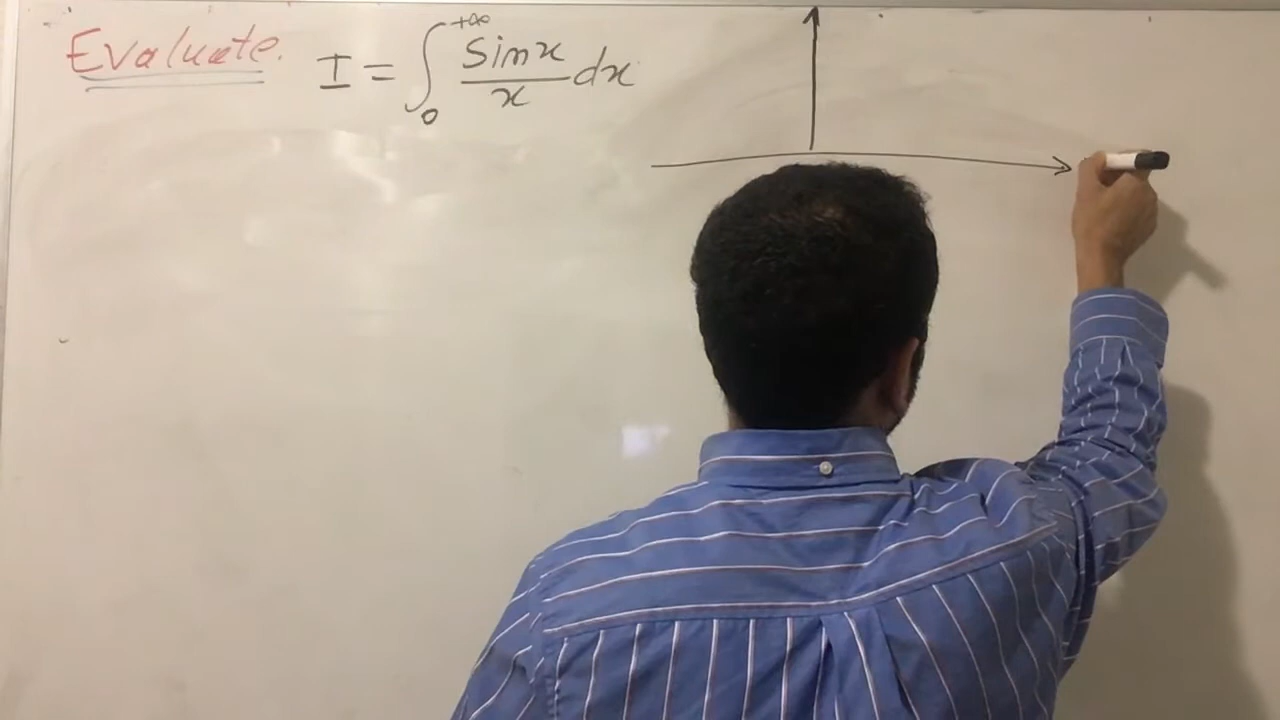 Evaluate. I = ∫₀^{+∞} sinx/x dx